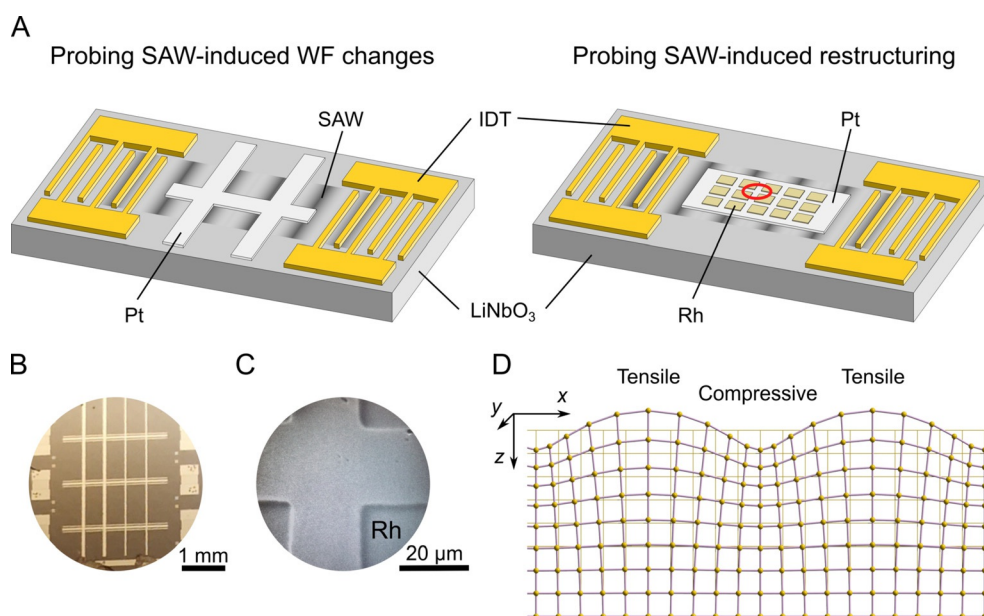 A
Probing SAW-induced WF changes
Probing SAW-induced restructuring
SAW
IDT
Pt
Pt
LiNbO₃
Rh
B
1 mm
C
Rh
20 µm
D
Tensile
Compressive
Tensile
y
x
z